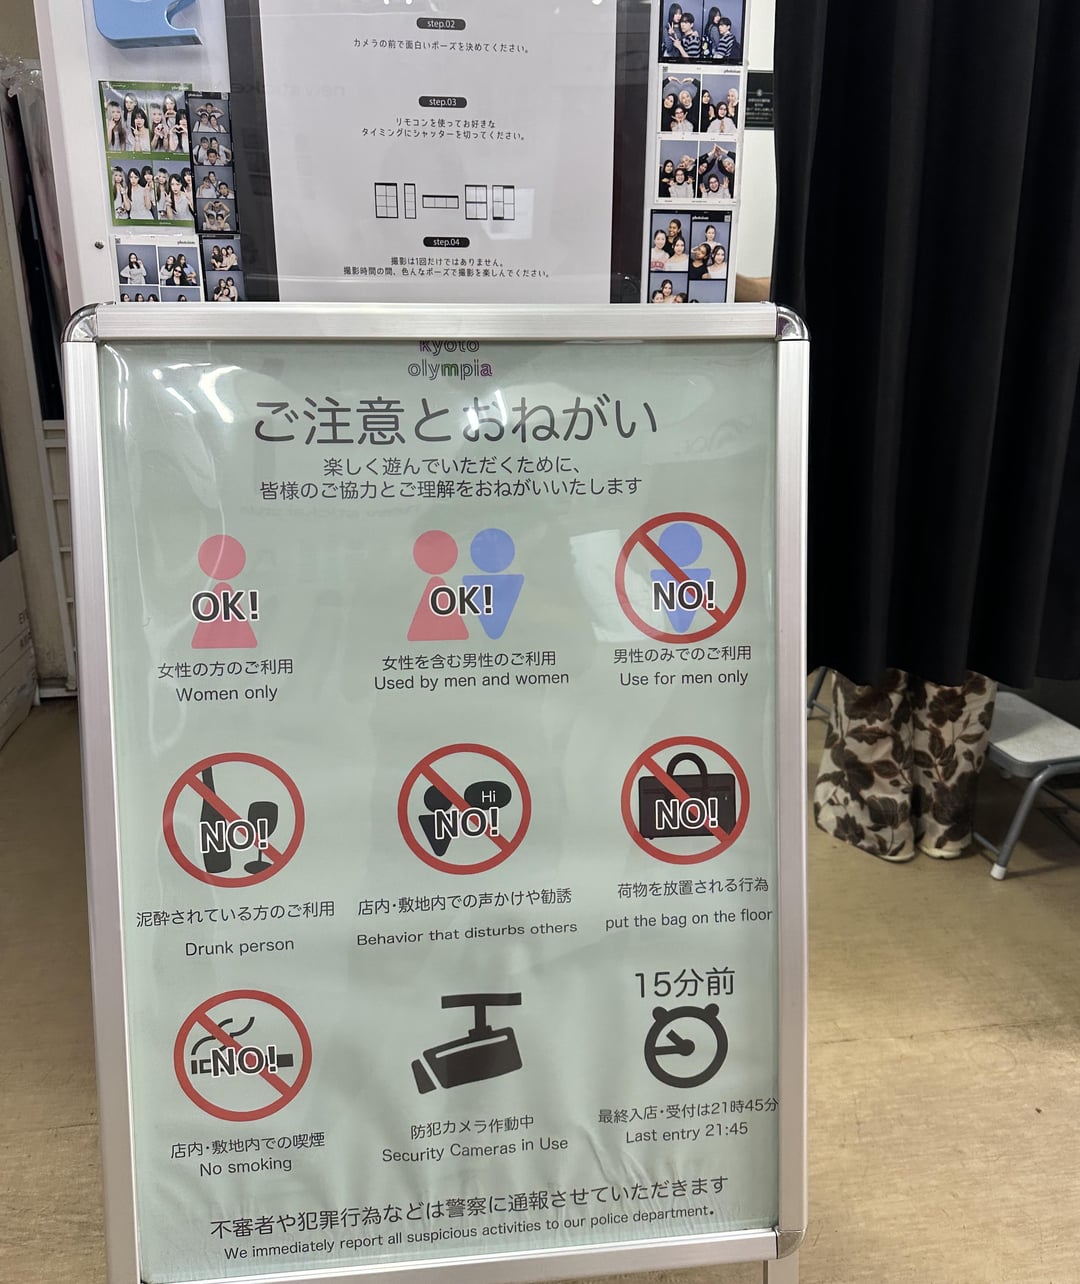 step.02
カメラの前で面白いポーズを決めてください。
step.03
リモコンを使ってお好きな
タイミングにシャッターを切ってください。
step.04
撮影は1回だけではありません。
撮影時間の間、色んなポーズで撮影を楽しんでください。
kyoto
olympia
ご注意とおねがい
楽しく遊んでいただくために、
皆様のご協力とご理解をおねがいいたします
OK!
女性の方のご利用
Women only
OK!
女性を含む男性のご利用
Used by men and women
NO!
男性のみでのご利用
Use for men only
NO!
泥酔されている方のご利用
Drunk person
Hi
NO!
店内・敷地内での声かけや勧誘
Behavior that disturbs others
NO!
荷物を放置される行為
put the bag on the floor
NO!
店内・敷地内での喫煙
No smoking
防犯カメラ作動中
Security Cameras in Use
15分前
最終入店・受付は21時45分
Last entry 21:45
不審者や犯罪行為などは警察に通報させていただきます
We immediately report all suspicious activities to our police department.